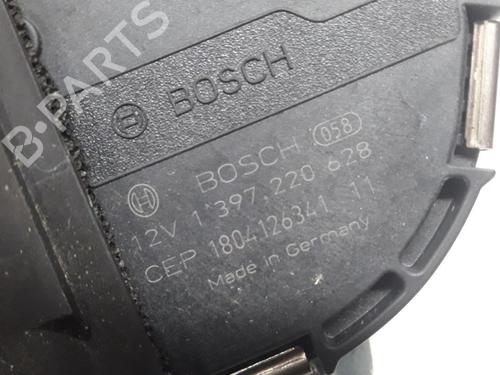 BOSCH
BOSCH 058
12V 1 397 220 628
CEP 1804126341 11
Made in Germany
B-PARTS